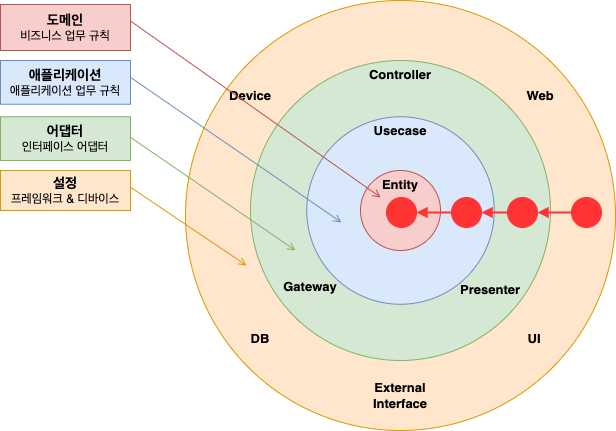 도메인
비즈니스 업무 규칙
애플리케이션
애플리케이션 업무 규칙
어댑터
인터페이스 어댑터
설정
프레임워크 & 디바이스
Controller
Device
Web
Usecase
Entity
Gateway
Presenter
DB
UI
External
Interface